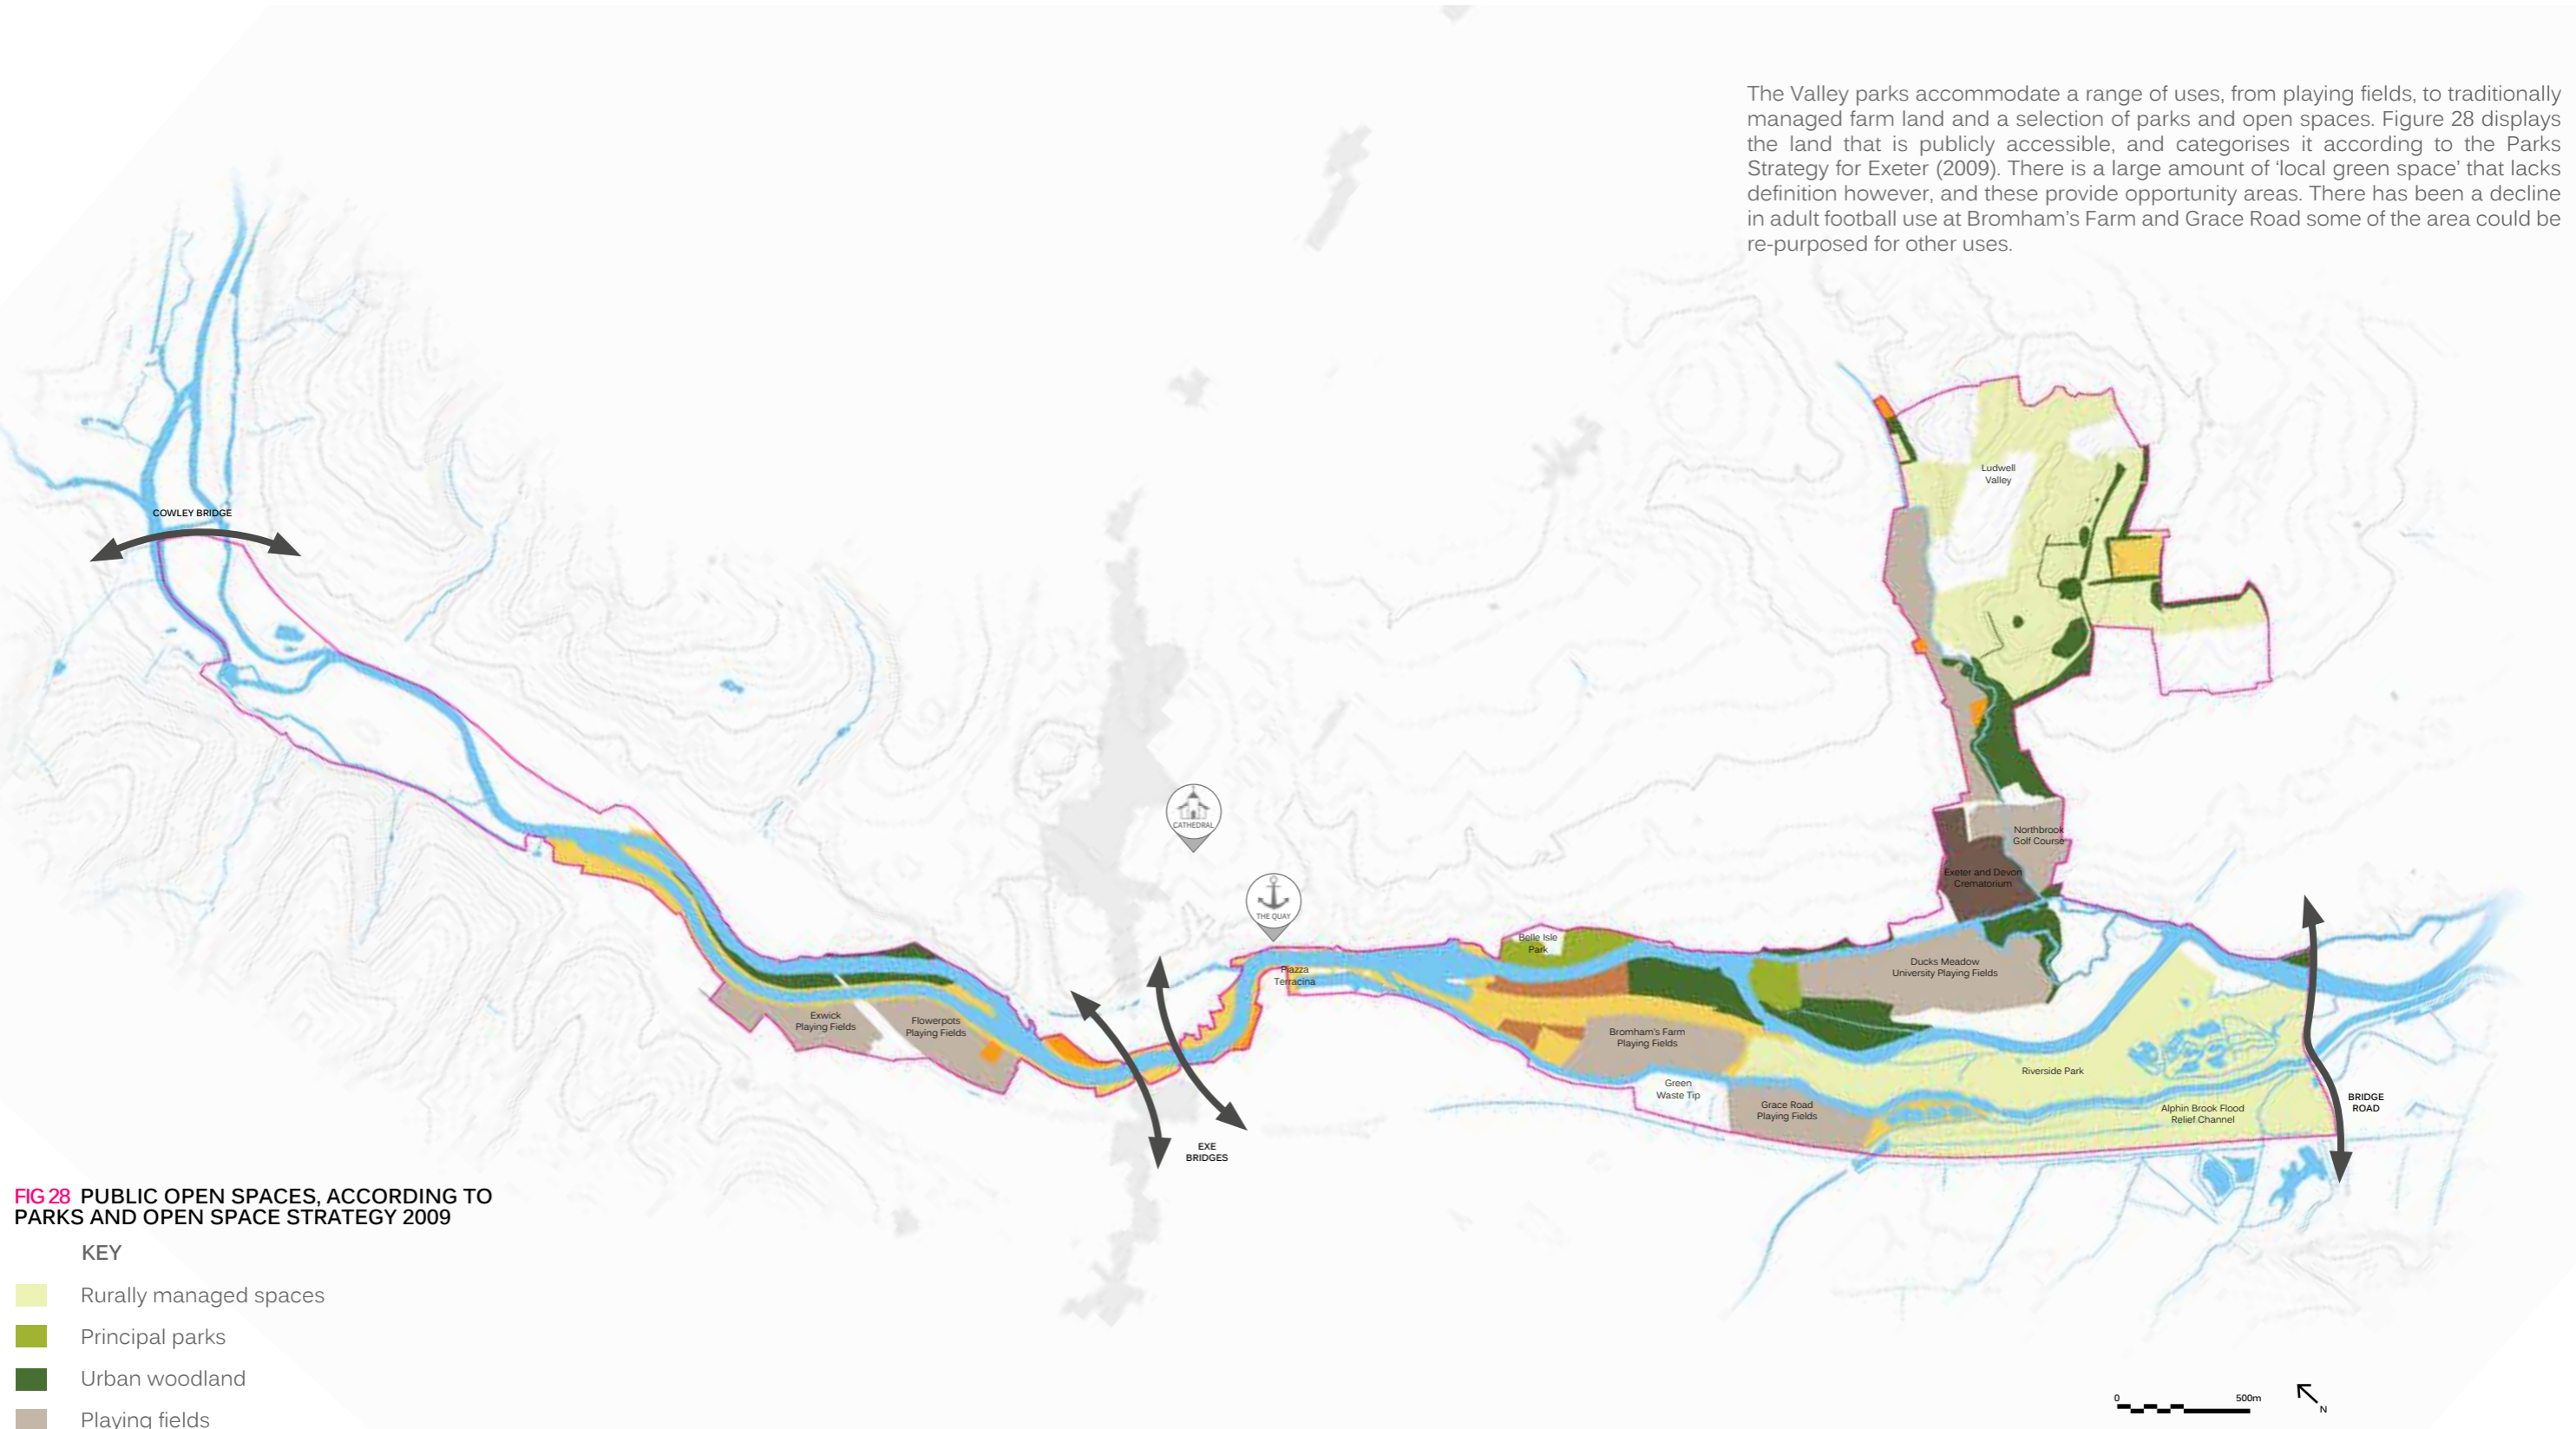 The Valley parks accommodate a range of uses, from playing fields, to traditionally
managed farm land and a selection of parks and open spaces. Figure 28 displays
the land that is publicly accessible, and categorises it according to the Parks
Strategy for Exeter (2009). There is a large amount of ‘local green space’ that lacks
definition however, and these provide opportunity areas. There has been a decline
in adult football use at Bromham’s Farm and Grace Road some of the area could be
re-purposed for other uses.
Ludwell
Valley
COWLEY BRIDGE
CATHEDRAL
Northbrook
Golf Course
Exeter and Devon
Crematorium
THE QUAY
Belle Isle
Park
Piazza
Terracina
Ducks Meadow
University Playing Fields
Exwick
Playing Fields
Flowerpots
Playing Fields
Bromham's Farm
Playing Fields
Riverside Park
Green
Waste Tip
Grace Road
Playing Fields
Alphin Brook Flood
Relief Channel
BRIDGE
ROAD
EXE
BRIDGES
FIG 28 PUBLIC OPEN SPACES, ACCORDING TO
PARKS AND OPEN SPACE STRATEGY 2009
KEY
Rurally managed spaces
Principal parks
Urban woodland
Playing fields
0 500m
N